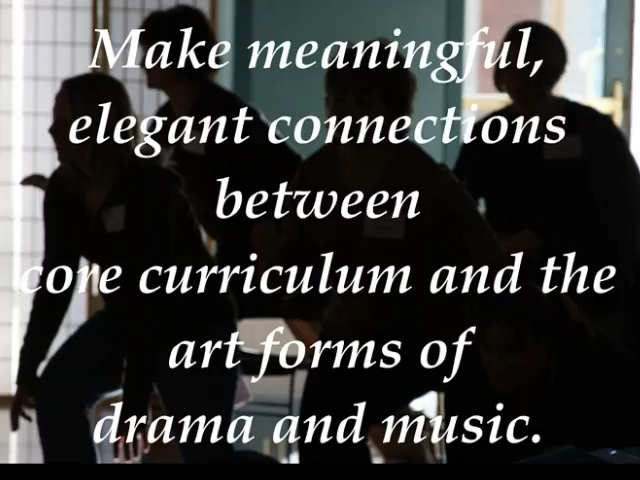 Make meaningful,
elegant connections
between
core curriculum and the
art forms of
drama and music.